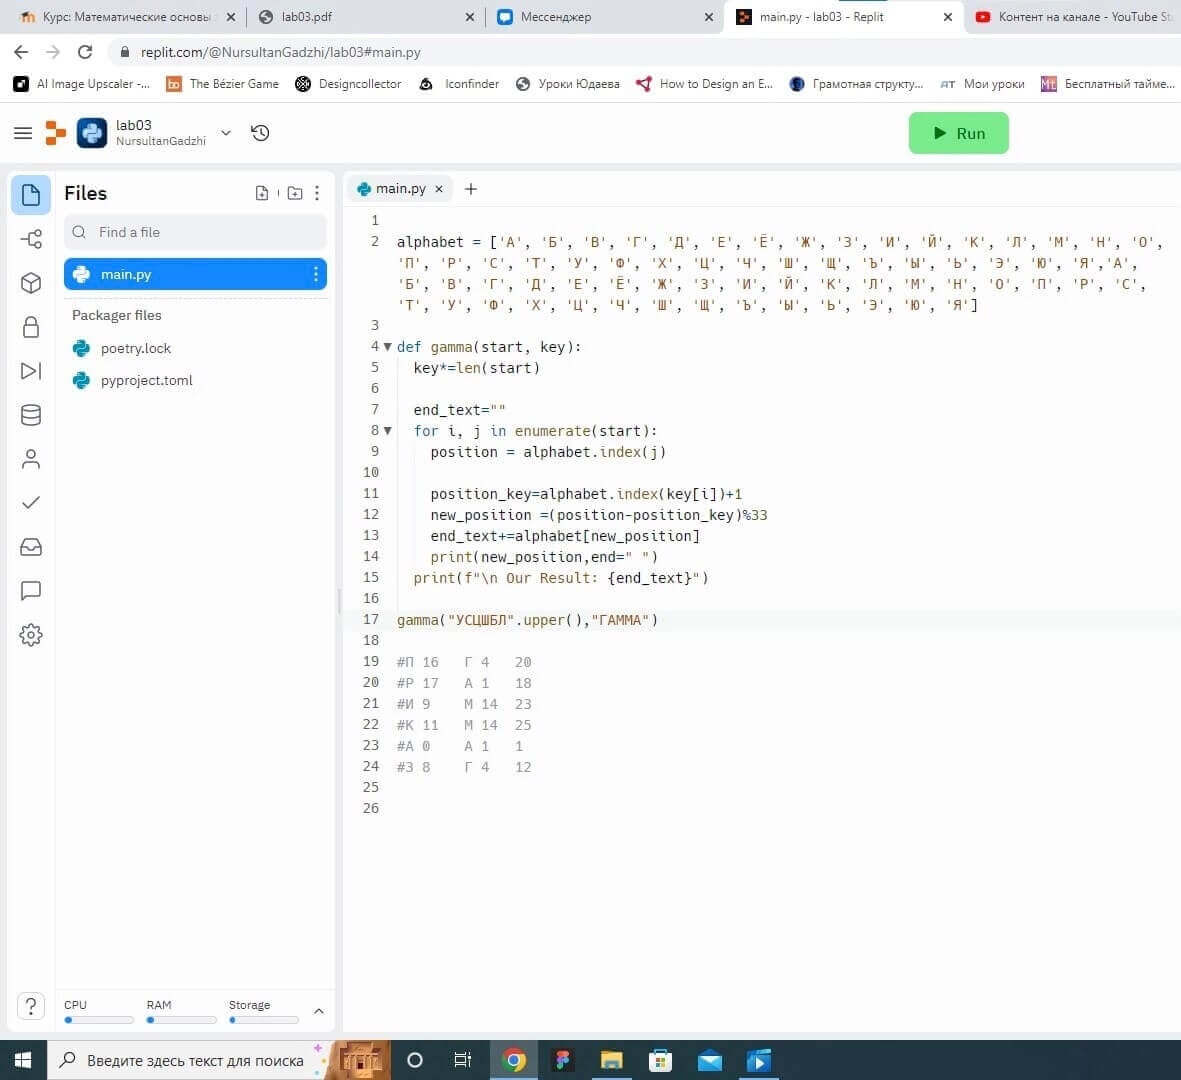 Курс: Математические основы
lab03.pdf
Мессенджер
main.py - lab03 - Replit
Контент на канале - YouTube St
replit.com/@NursultanGadzhi/lab03#main.py
AI Image Upscaler -...
The Bézier Game
Designcollector
Iconfinder
Уроки Юдаева
How to Design an E...
Грамотная структу...
Мои уроки
Бесплатный тайме...
lab03
NursultanGadzhi
Run
Files
Find a file
main.py
Packager files
poetry.lock
pyproject.toml
CPU
RAM
Storage
main.py
1
2 alphabet = ['А', 'Б', 'В', 'Г', 'Д', 'Е', 'Ё', 'Ж', 'З', 'И', 'Й', 'К', 'Л', 'М', 'Н', 'О',
'П', 'Р', 'С', 'Т', 'У', 'Ф', 'Х', 'Ц', 'Ч', 'Ш', 'Щ', 'Ъ', 'Ы', 'Ь', 'Э', 'Ю', 'Я','А',
'Б', 'В', 'Г', 'Д', 'Е', 'Ё', 'Ж', 'З', 'И', 'Й', 'К', 'Л', 'М', 'Н', 'О', 'П', 'Р', 'С',
'Т', 'У', 'Ф', 'Х', 'Ц', 'Ч', 'Ш', 'Щ', 'Ъ', 'Ы', 'Ь', 'Э', 'Ю', 'Я']
3
4 def gamma(start, key):
5 key*=len(start)
6
7 end_text=""
8 for i, j in enumerate(start):
9 position = alphabet.index(j)
10
11 position_key=alphabet.index(key[i])+1
12 new_position =(position-position_key)%33
13 end_text+=alphabet[new_position]
14 print(new_position,end=" ")
15 print(f"\n Our Result: {end_text}")
16
17 gamma("УСЦШБЛ".upper(),"ГАММА")
18
19 #П 16 Г 4 20
20 #Р 17 А 1 18
21 #И 9 М 14 23
22 #К 11 М 14 25
23 #А 0 А 1 1
24 #З 8 Г 4 12
25
26
Введите здесь текст для поиска